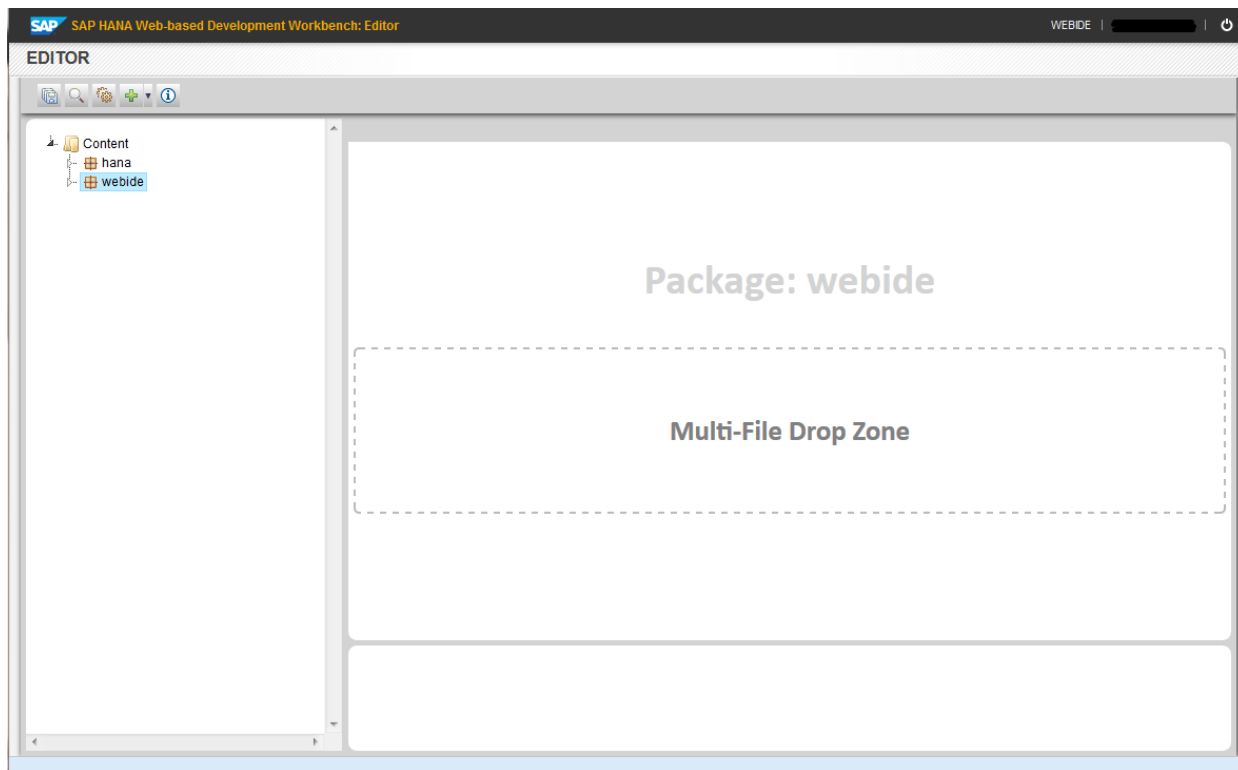 SAP SAP HANA Web-based Development Workbench: Editor WEBIDE | |
EDITOR
Content
hana
webide
Package: webide
Multi-File Drop Zone